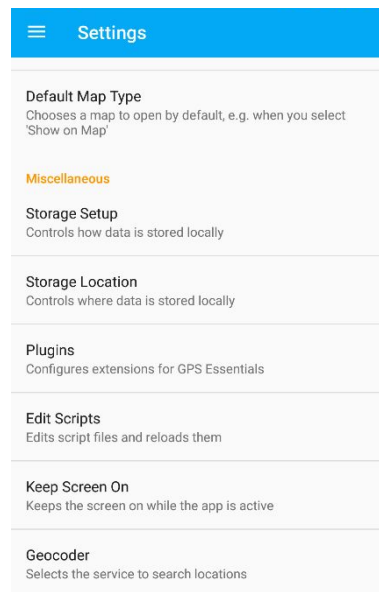 Settings
Default Map Type
Chooses a map to open by default, e.g. when you select
'Show on Map'
Miscellaneous
Storage Setup
Controls how data is stored locally
Storage Location
Controls where data is stored locally
Plugins
Configures extensions for GPS Essentials
Edit Scripts
Edits script files and reloads them
Keep Screen On
Keeps the screen on while the app is active
Geocoder
Selects the service to search locations